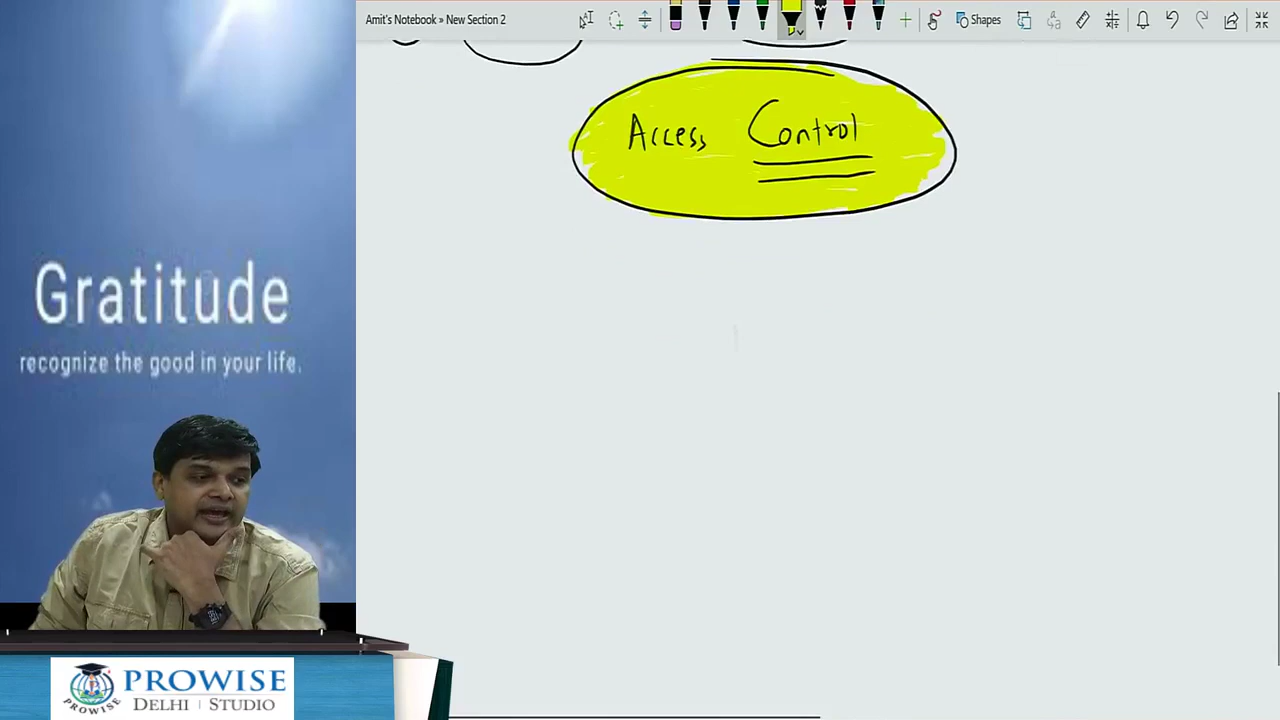 Amit's Notebook » New Section 2
Shapes
Access Control
Gratitude
recognize the good in your life.
PROWISE
PROWISE
DELHI | STUDIO